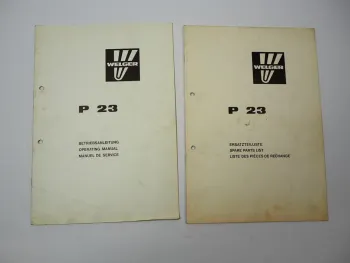 WELGER
P 23
BETRIEBSANLEITUNG
OPERATING MANUAL
MANUEL DE SERVICE
WELGER
P 23
ERSATZTEILLISTE
SPARE PARTS LIST
LISTE DES PIÈCES DE RECHANGE